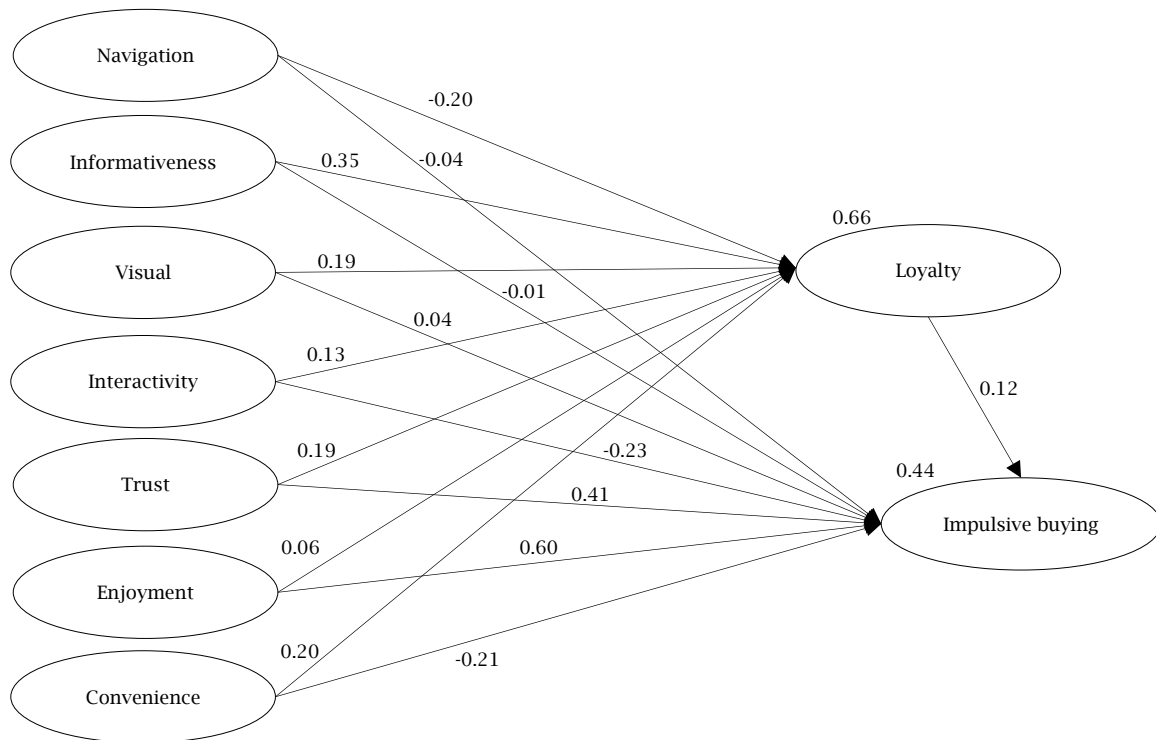 Navigation
-0.20
Informativeness
0.35
-0.04
0.66
Visual
0.19
Loyalty
-0.01
0.04
Interactivity
0.13
0.12
Trust
0.19
-0.23
0.44
0.41
Impulsive buying
0.06
0.60
Enjoyment
0.20
-0.21
Convenience